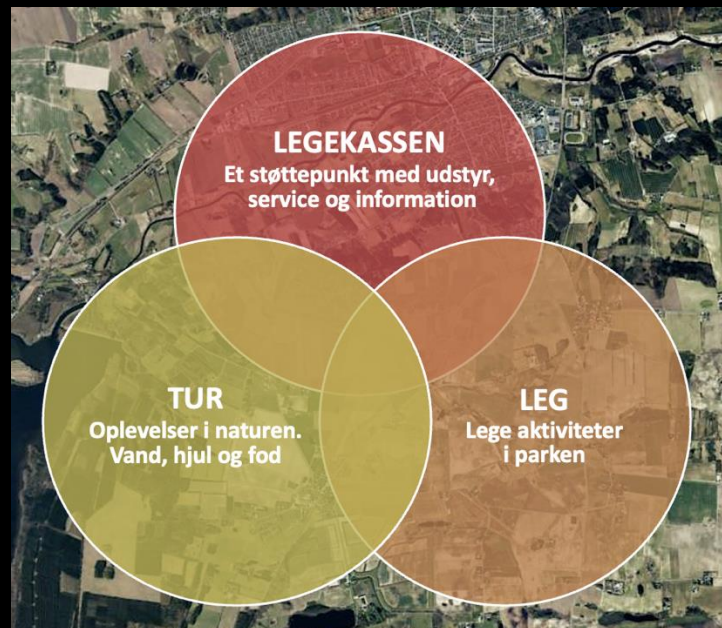 LEGEKASSEN
Et støttepunkt med udstyr,
service og information
TUR
Oplevelser i naturen.
Vand, hjul og fod
LEG
Lege aktiviteter
i parken